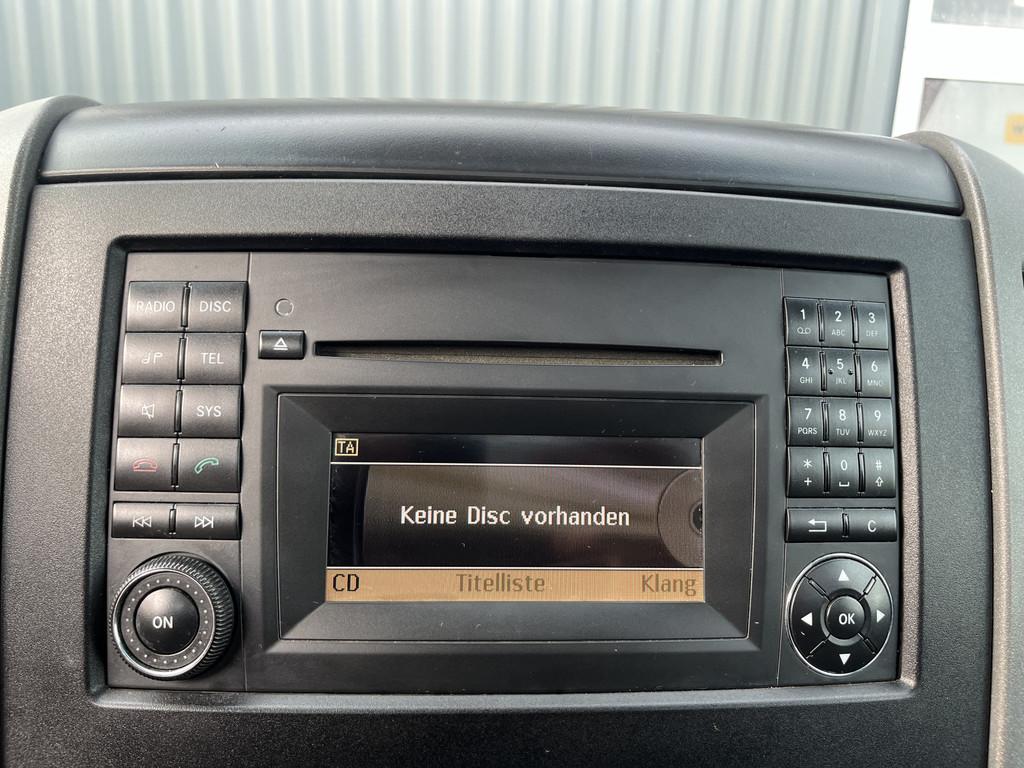 RADIO DISC
TEL
SYS
ON
TA
Keine Disc vorhanden
CD Titelliste Klang
1 2 3
ABC DEF
4 5 6
GHI JKL MNO
7 8 9
PQRS TUV WXYZ
* 0 #
+
C
OK